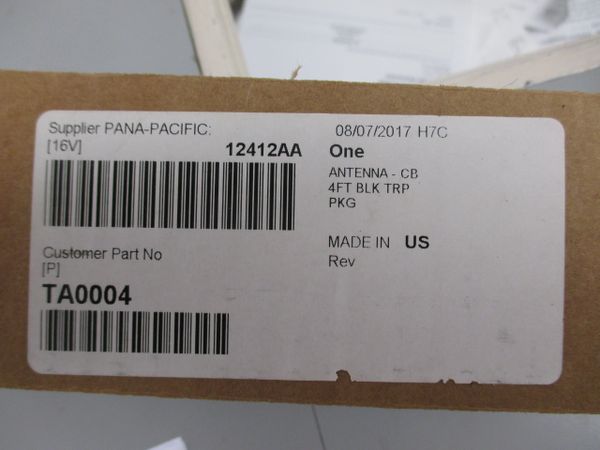 Supplier PANA-PACIFIC:
[16V]
12412AA
Customer Part No
[P]
TA0004
08/07/2017 H7C
One
ANTENNA - CB
4FT BLK TRP
PKG
MADE IN US
Rev